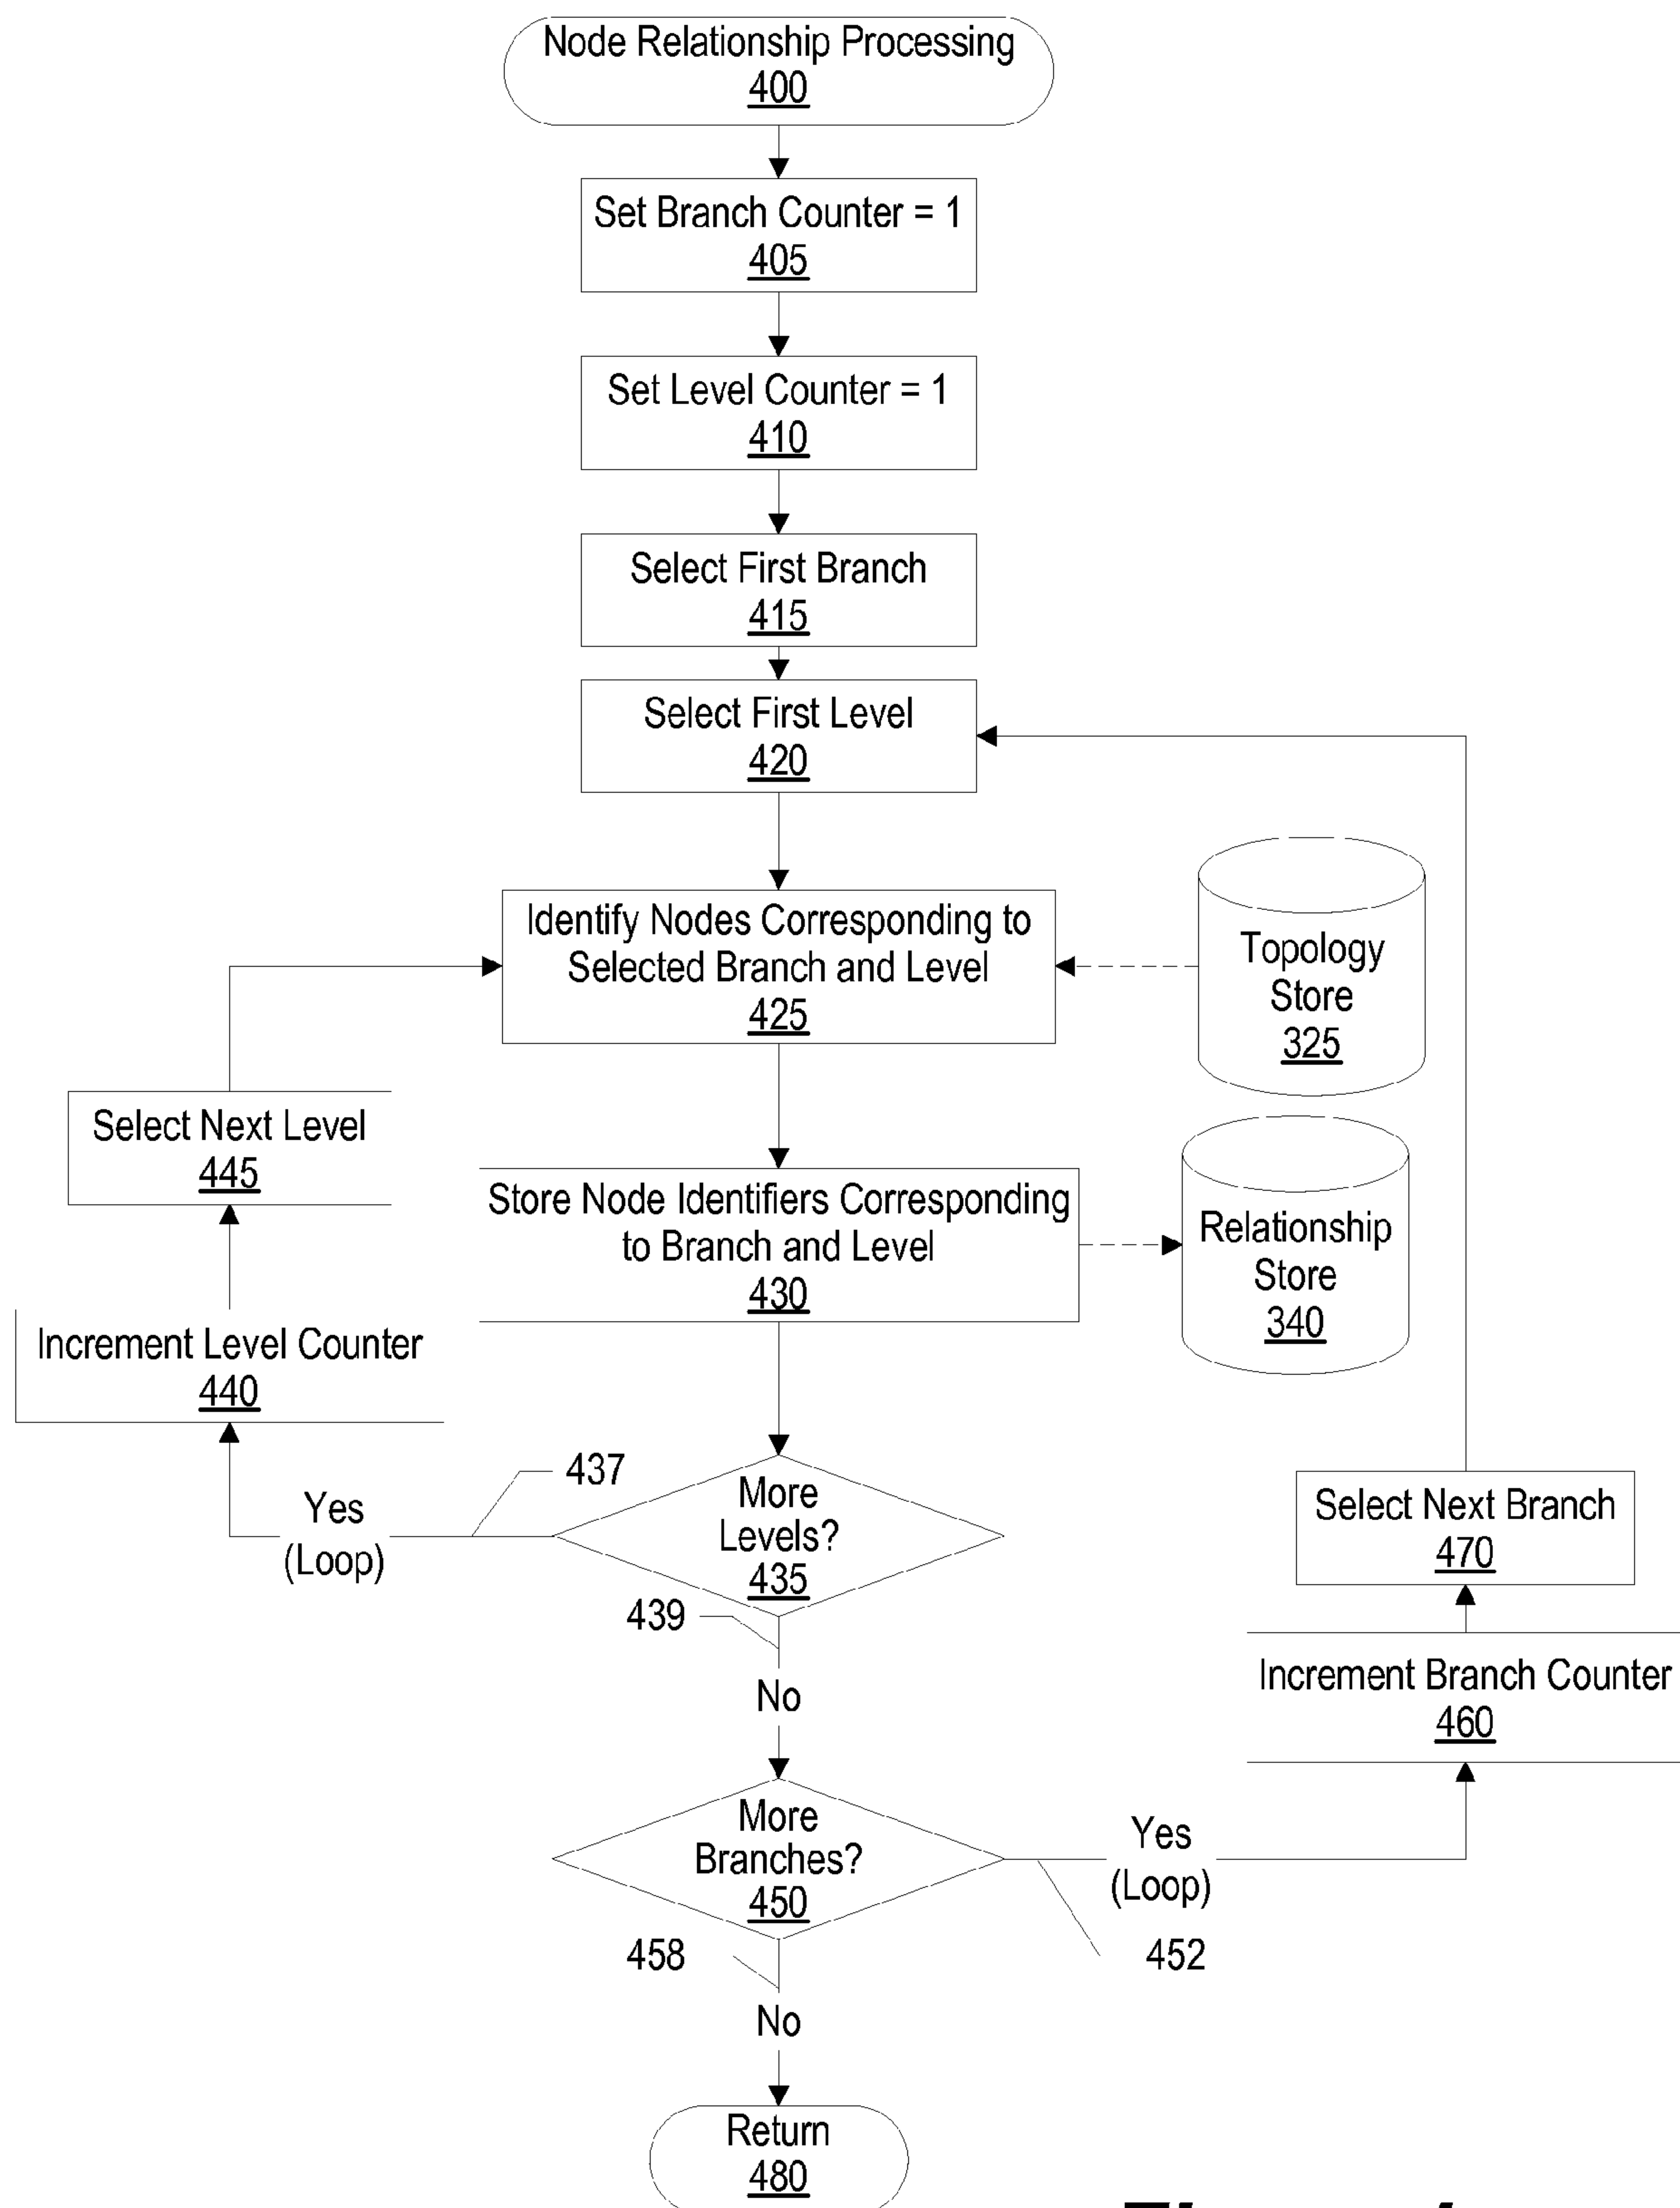 Node Relationship Processing
400
Set Branch Counter = 1
405
Set Level Counter = 1
410
Select First Branch
415
Select First Level
420
Identify Nodes Corresponding to
Selected Branch and Level
425
Topology
Store
325
Select Next Level
445
Store Node Identifiers Corresponding
to Branch and Level
430
Relationship
Store
340
Increment Level Counter
440
437
Yes
(Loop)
More
Levels?
435
439
No
Select Next Branch
470
Increment Branch Counter
460
More
Branches?
450
Yes
(Loop)
452
458
No
Return
480